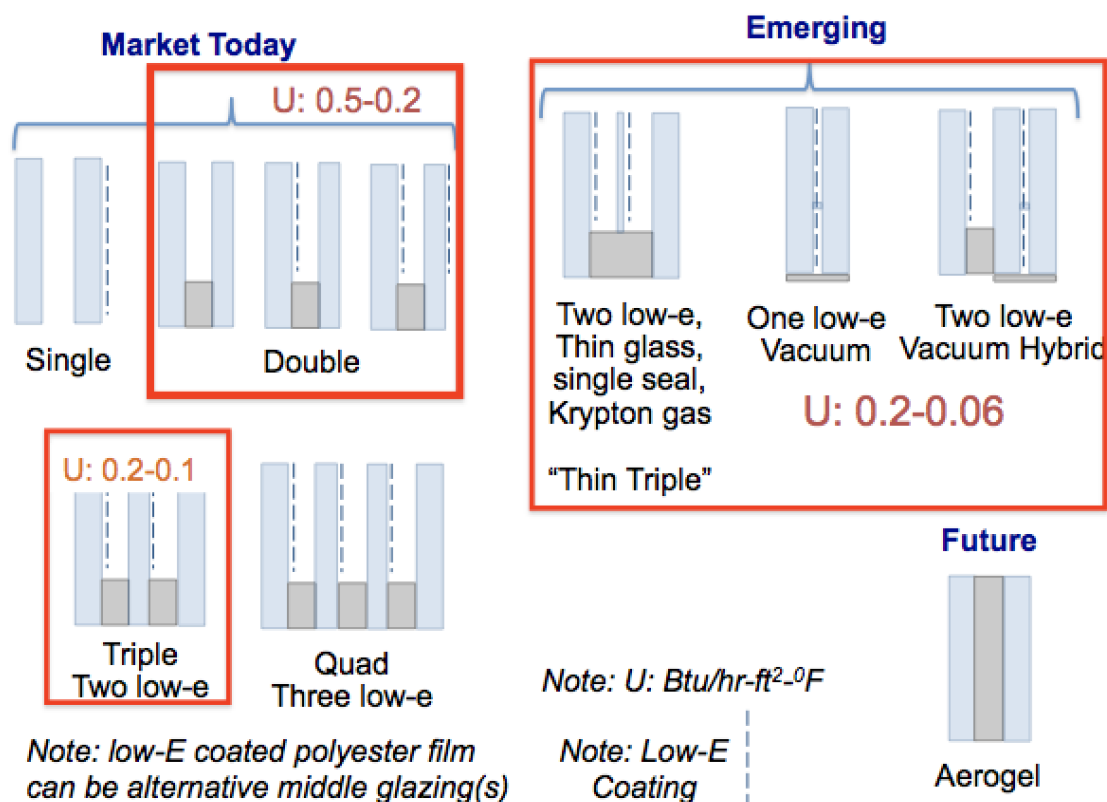 Market Today
U: 0.5-0.2
Single
Double
U: 0.2-0.1
Triple
Two low-e
Quad
Three low-e
Note: low-E coated polyester film
can be alternative middle glazing(s)
Emerging
Two low-e,
Thin glass,
single seal,
Krypton gas
"Thin Triple"
One low-e
Vacuum
Two low-e
Vacuum Hybrid
U: 0.2-0.06
Future
Aerogel
Note: U: Btu/hr-ft²-⁰F
Note: Low-E
Coating